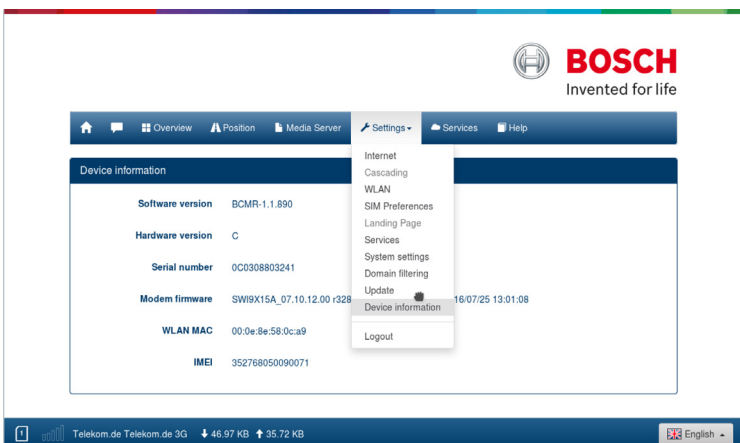 BOSCH
Invented for life
Overview Position Media Server Settings Services Help
Internet
Cascading
WLAN
SIM Preferences
Landing Page
Services
System settings
Domain filtering
Update
Device information
Logout
Device information
Software version BCMR-1.1.890
Hardware version C
Serial number 0C0308803241
Modem firmware SWI9X15A_07.10.12.00 r328 16/07/25 13:01:08
WLAN MAC 00:0e:8e:58:0c:a9
IMEI 352768050090071
1 Telekom.de Telekom.de 3G 46.97 KB 35.72 KB English